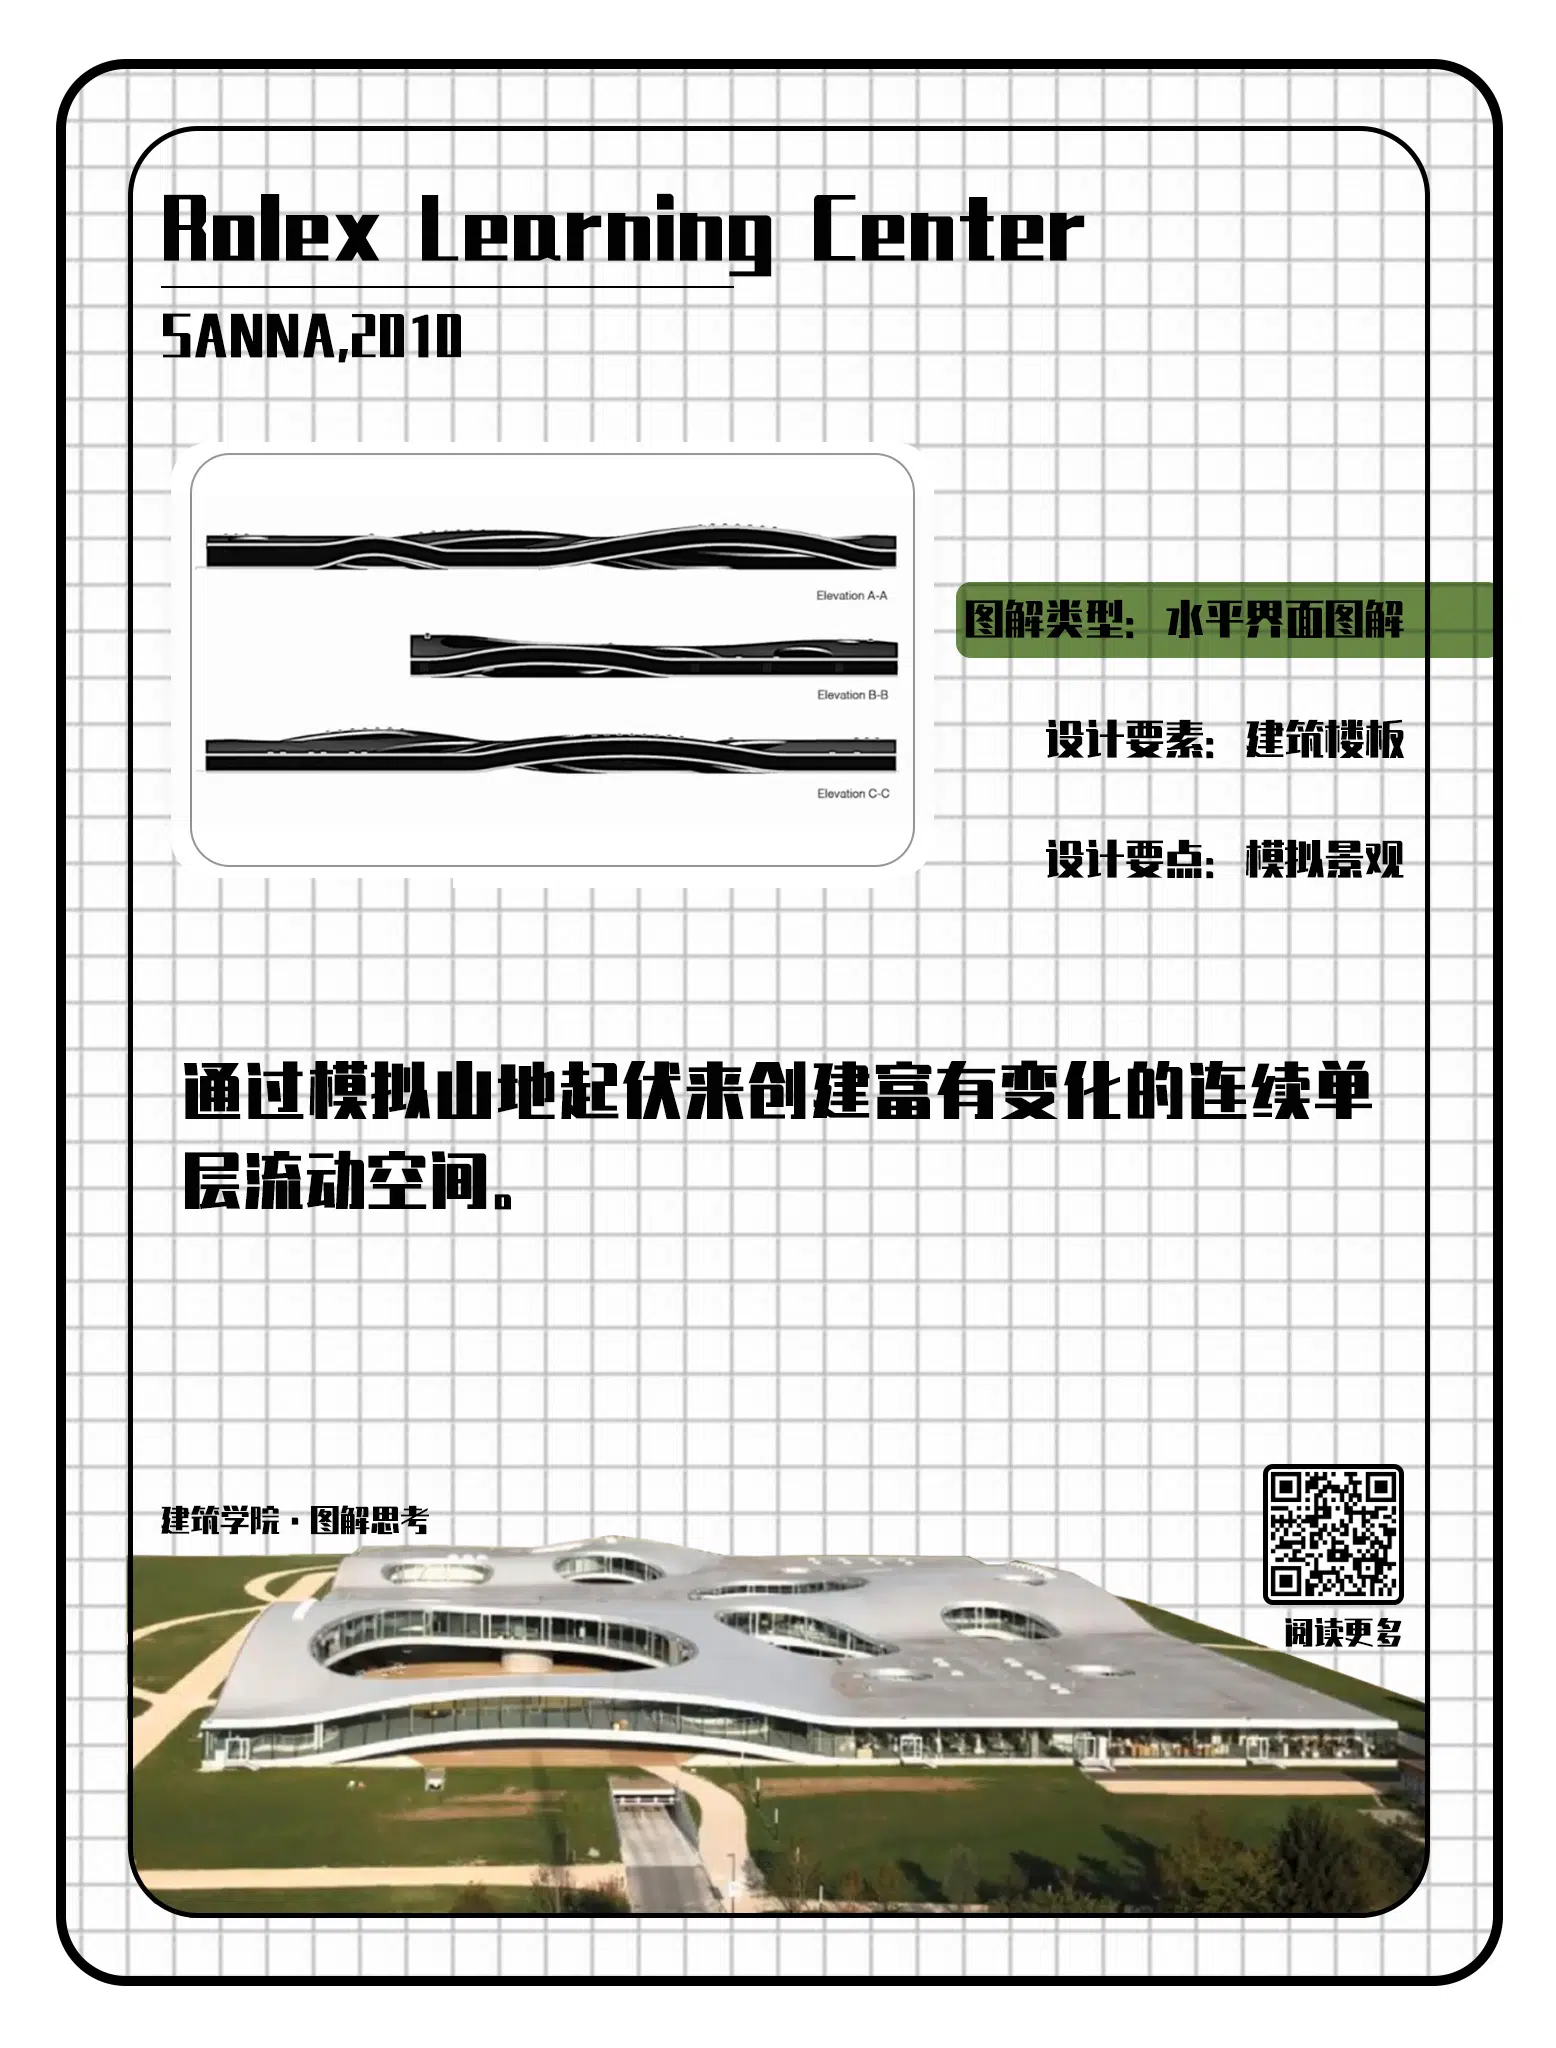 Rolex Learning Center
SANNA,2010
Elevation A-A
Elevation B-B
Elevation C-C
图解类型：水平界面图解
设计要素：建筑楼板
设计要点：模拟景观
通过模拟山地起伏来创建富有变化的连续单
层流动空间。
建筑学院·图解思考
阅读更多